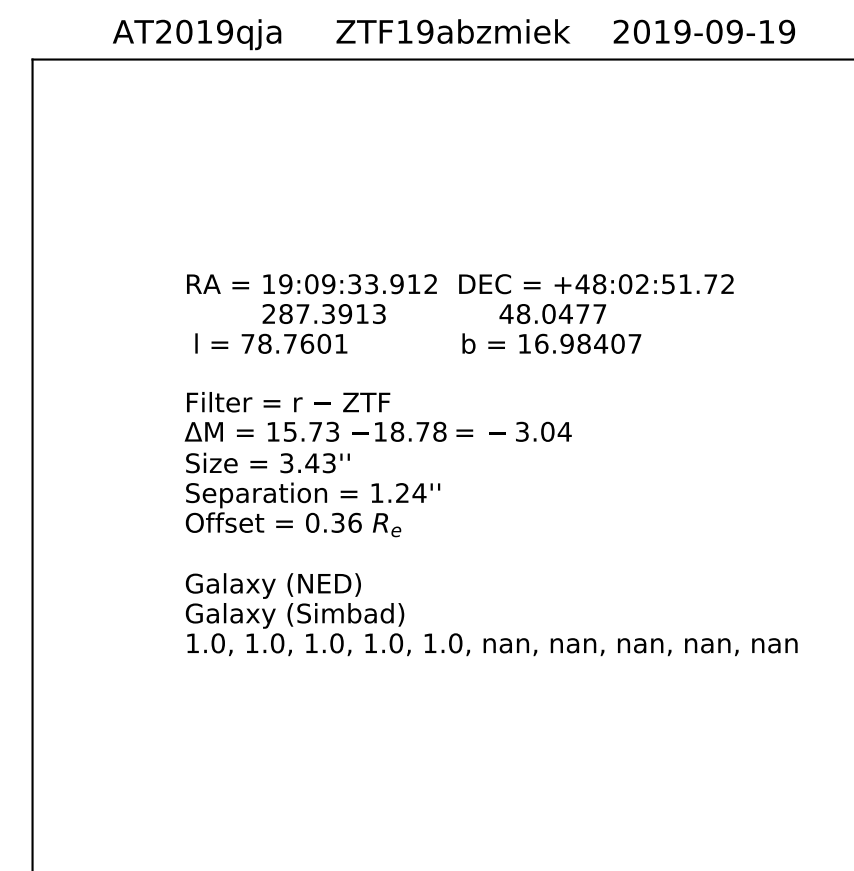 AT2019qja ZTF19abzmiek 2019-09-19
RA = 19:09:33.912 DEC = +48:02:51.72
287.3913 48.0477
l = 78.7601 b = 16.98407
Filter = r − ZTF
ΔM = 15.73 −18.78 = − 3.04
Size = 3.43''
Separation = 1.24''
Offset = 0.36 Re
Galaxy (NED)
Galaxy (Simbad)
1.0, 1.0, 1.0, 1.0, 1.0, nan, nan, nan, nan, nan